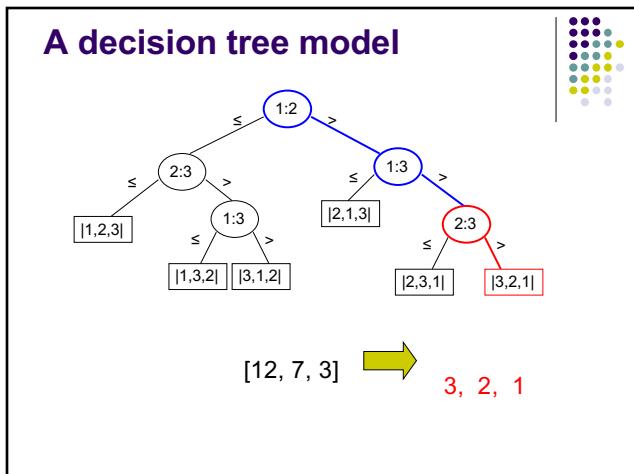 A decision tree model
1:2
≤ >
2:3 1:3
≤ > ≤ >
|1,2,3| 1:3 |2,1,3| 2:3
≤ > ≤ >
|1,3,2| |3,1,2| |2,3,1| |3,2,1|
[12, 7, 3]
3, 2, 1